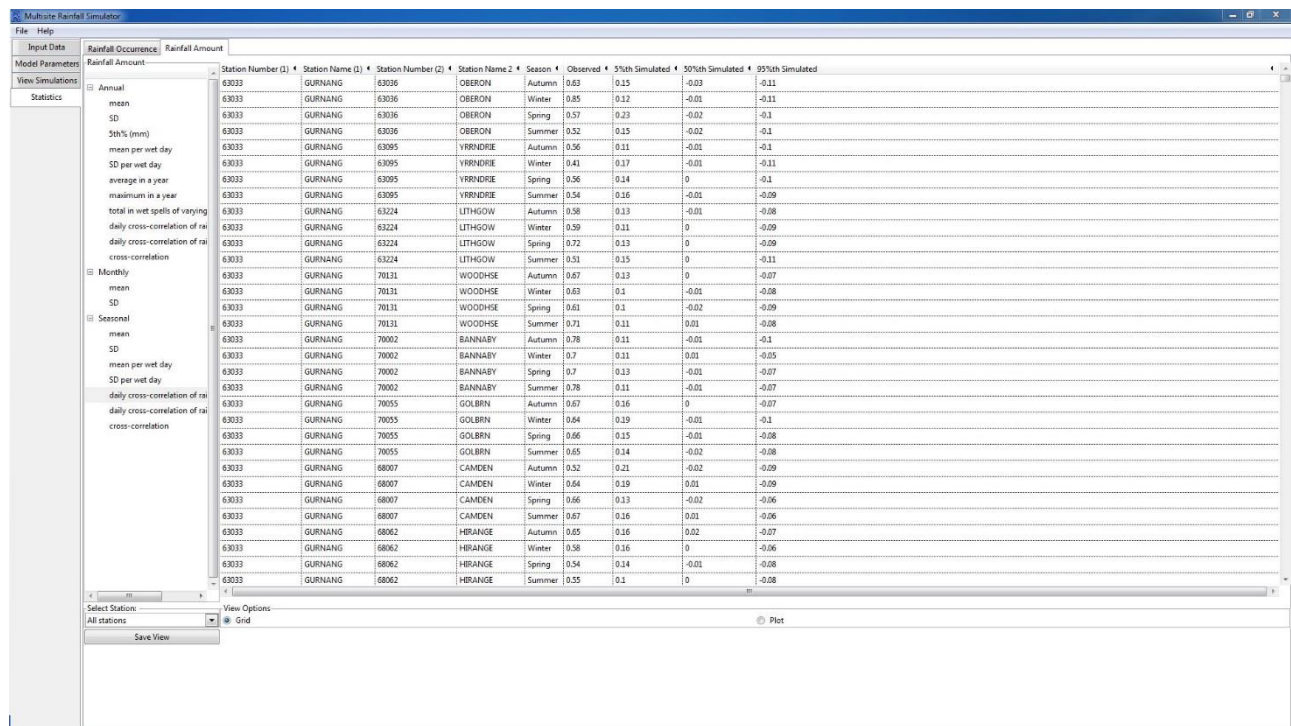 Multisite Rainfall Simulator
File Help
Input Data
Model Parameters
View Simulations
Statistics
Rainfall Occurrence Rainfall Amount
Rainfall Amount
Annual
mean
SD
5th% (mm)
mean per wet day
SD per wet day
average in a year
maximum in a year
total in wet spells of varying
daily cross-correlation of rai
daily cross-correlation of rai
cross-correlation
Monthly
mean
SD
Seasonal
mean
SD
mean per wet day
SD per wet day
daily cross-correlation of rai
daily cross-correlation of rai
cross-correlation
Station Number (1) Station Name (1) Station Number (2) Station Name 2 Season Observed 5%th Simulated 50%th Simulated 95%th Simulated
63033 GURNANG 63036 OBERON Autumn 0.63 0.15 -0.03 -0.11
63033 GURNANG 63036 OBERON Winter 0.85 0.12 -0.01 -0.11
63033 GURNANG 63036 OBERON Spring 0.57 0.23 -0.02 -0.1
63033 GURNANG 63036 OBERON Summer 0.52 0.15 -0.02 -0.1
63033 GURNANG 63095 YRRNDRIE Autumn 0.56 0.11 -0.01 -0.1
63033 GURNANG 63095 YRRNDRIE Winter 0.41 0.17 -0.01 -0.11
63033 GURNANG 63095 YRRNDRIE Spring 0.56 0.14 0 -0.1
63033 GURNANG 63095 YRRNDRIE Summer 0.54 0.16 -0.01 -0.09
63033 GURNANG 63224 LITHGOW Autumn 0.58 0.13 -0.01 -0.08
63033 GURNANG 63224 LITHGOW Winter 0.59 0.11 0 -0.09
63033 GURNANG 63224 LITHGOW Spring 0.72 0.13 0 -0.09
63033 GURNANG 63224 LITHGOW Summer 0.51 0.15 0 -0.11
63033 GURNANG 70131 WOODHSE Autumn 0.67 0.13 0 -0.07
63033 GURNANG 70131 WOODHSE Winter 0.63 0.1 -0.01 -0.08
63033 GURNANG 70131 WOODHSE Spring 0.61 0.1 -0.02 -0.09
63033 GURNANG 70131 WOODHSE Summer 0.71 0.11 0.01 -0.08
63033 GURNANG 70002 BANNABY Autumn 0.78 0.11 -0.01 -0.1
63033 GURNANG 70002 BANNABY Winter 0.7 0.11 0.01 -0.05
63033 GURNANG 70002 BANNABY Spring 0.7 0.13 -0.01 -0.07
63033 GURNANG 70002 BANNABY Summer 0.78 0.11 -0.01 -0.07
63033 GURNANG 70055 GOLBRN Autumn 0.67 0.16 0 -0.07
63033 GURNANG 70055 GOLBRN Winter 0.64 0.19 -0.01 -0.1
63033 GURNANG 70055 GOLBRN Spring 0.66 0.15 -0.01 -0.08
63033 GURNANG 70055 GOLBRN Summer 0.65 0.14 -0.02 -0.08
63033 GURNANG 68007 CAMDEN Autumn 0.52 0.21 -0.02 -0.09
63033 GURNANG 68007 CAMDEN Winter 0.64 0.19 0.01 -0.09
63033 GURNANG 68007 CAMDEN Spring 0.66 0.13 -0.02 -0.06
63033 GURNANG 68007 CAMDEN Summer 0.67 0.16 0.01 -0.06
63033 GURNANG 68062 HIRANGE Autumn 0.65 0.16 0.02 -0.07
63033 GURNANG 68062 HIRANGE Winter 0.58 0.16 0 -0.06
63033 GURNANG 68062 HIRANGE Spring 0.54 0.14 -0.01 -0.08
63033 GURNANG 68062 HIRANGE Summer 0.55 0.1 0 -0.08
Select Station:
All stations
Save View
View Options
Grid Plot